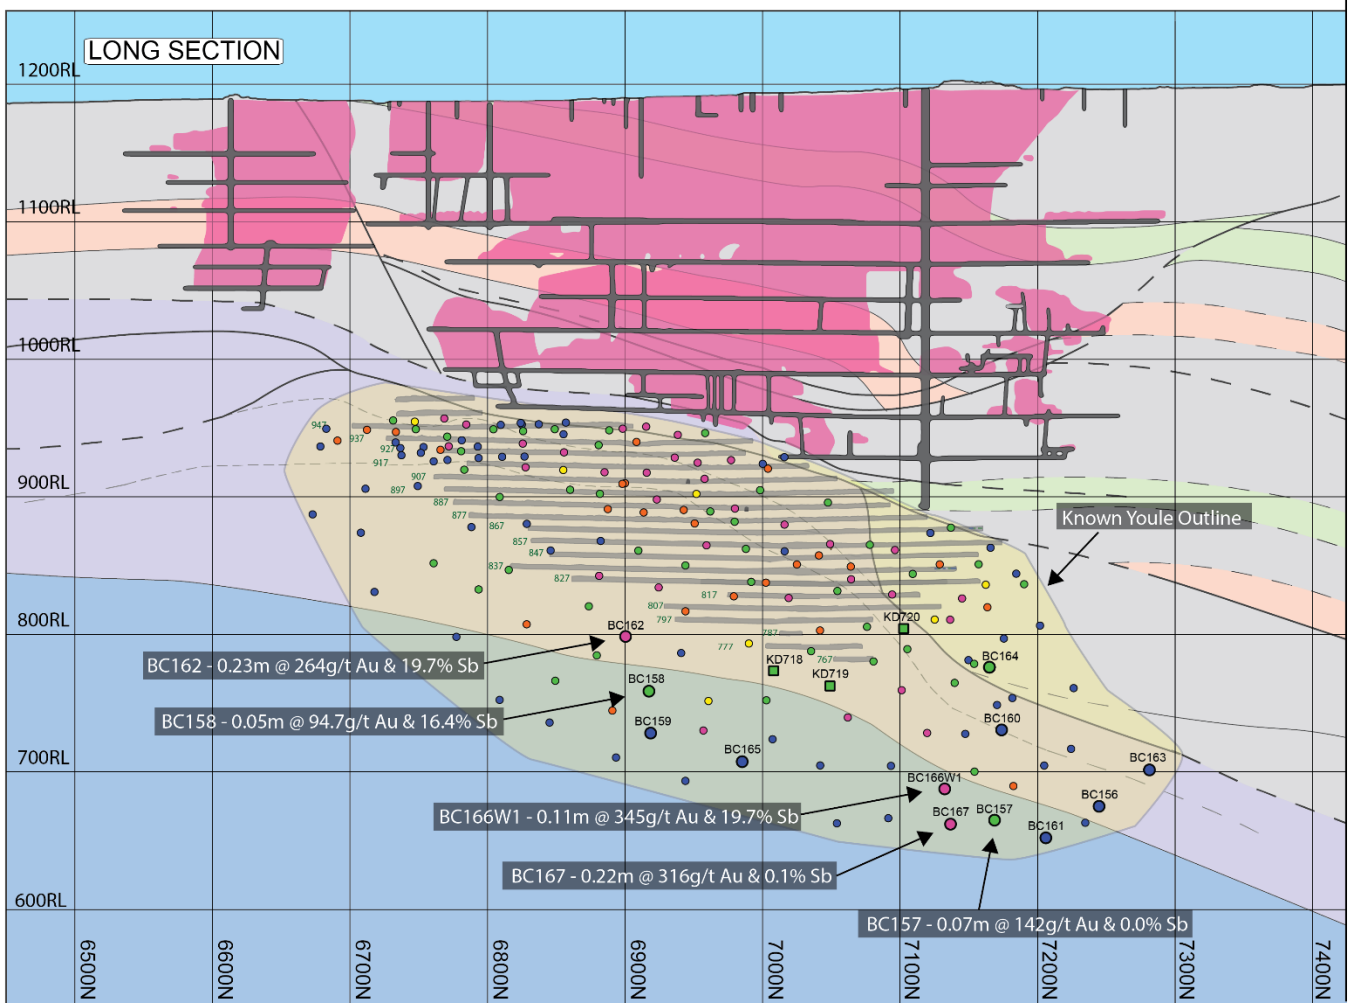 LONG SECTION
1200RL
1100RL
1000RL
947
937
927
917
907
900RL
897
887
877
867
Known Youle Outline
857
847
837
827
817
807
797
800RL
787
777
767
BC162
KD720
BC162 - 0.23m @ 264g/t Au & 19.7% Sb
KD718
KD719
BC164
BC158
BC158 - 0.05m @ 94.7g/t Au & 16.4% Sb
BC159
BC160
700RL
BC165
BC163
BC166W1
BC156
BC166W1 - 0.11m @ 345g/t Au & 19.7% Sb
BC167
BC157
BC161
BC167 - 0.22m @ 316g/t Au & 0.1% Sb
600RL
BC157 - 0.07m @ 142g/t Au & 0.0% Sb
6500N
6600N
6700N
6800N
6900N
7000N
7100N
7200N
7300N
7400N